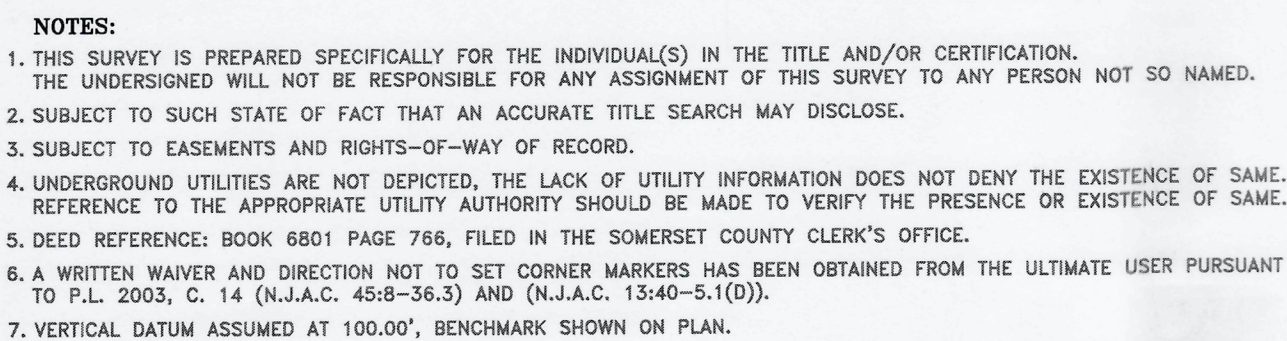 NOTES:
1. THIS SURVEY IS PREPARED SPECIFICALLY FOR THE INDIVIDUAL(S) IN THE TITLE AND/OR CERTIFICATION.
THE UNDERSIGNED WILL NOT BE RESPONSIBLE FOR ANY ASSIGNMENT OF THIS SURVEY TO ANY PERSON NOT SO NAMED.
2. SUBJECT TO SUCH STATE OF FACT THAT AN ACCURATE TITLE SEARCH MAY DISCLOSE.
3. SUBJECT TO EASEMENTS AND RIGHTS-OF-WAY OF RECORD.
4. UNDERGROUND UTILITIES ARE NOT DEPICTED, THE LACK OF UTILITY INFORMATION DOES NOT DENY THE EXISTENCE OF SAME.
REFERENCE TO THE APPROPRIATE UTILITY AUTHORITY SHOULD BE MADE TO VERIFY THE PRESENCE OR EXISTENCE OF SAME.
5. DEED REFERENCE: BOOK 6801 PAGE 766, FILED IN THE SOMERSET COUNTY CLERK'S OFFICE.
6. A WRITTEN WAIVER AND DIRECTION NOT TO SET CORNER MARKERS HAS BEEN OBTAINED FROM THE ULTIMATE USER PURSUANT
TO P.L. 2003, C. 14 (N.J.A.C. 45:8-36.3) AND (N.J.A.C. 13:40-5.1(D)).
7. VERTICAL DATUM ASSUMED AT 100.00', BENCHMARK SHOWN ON PLAN.